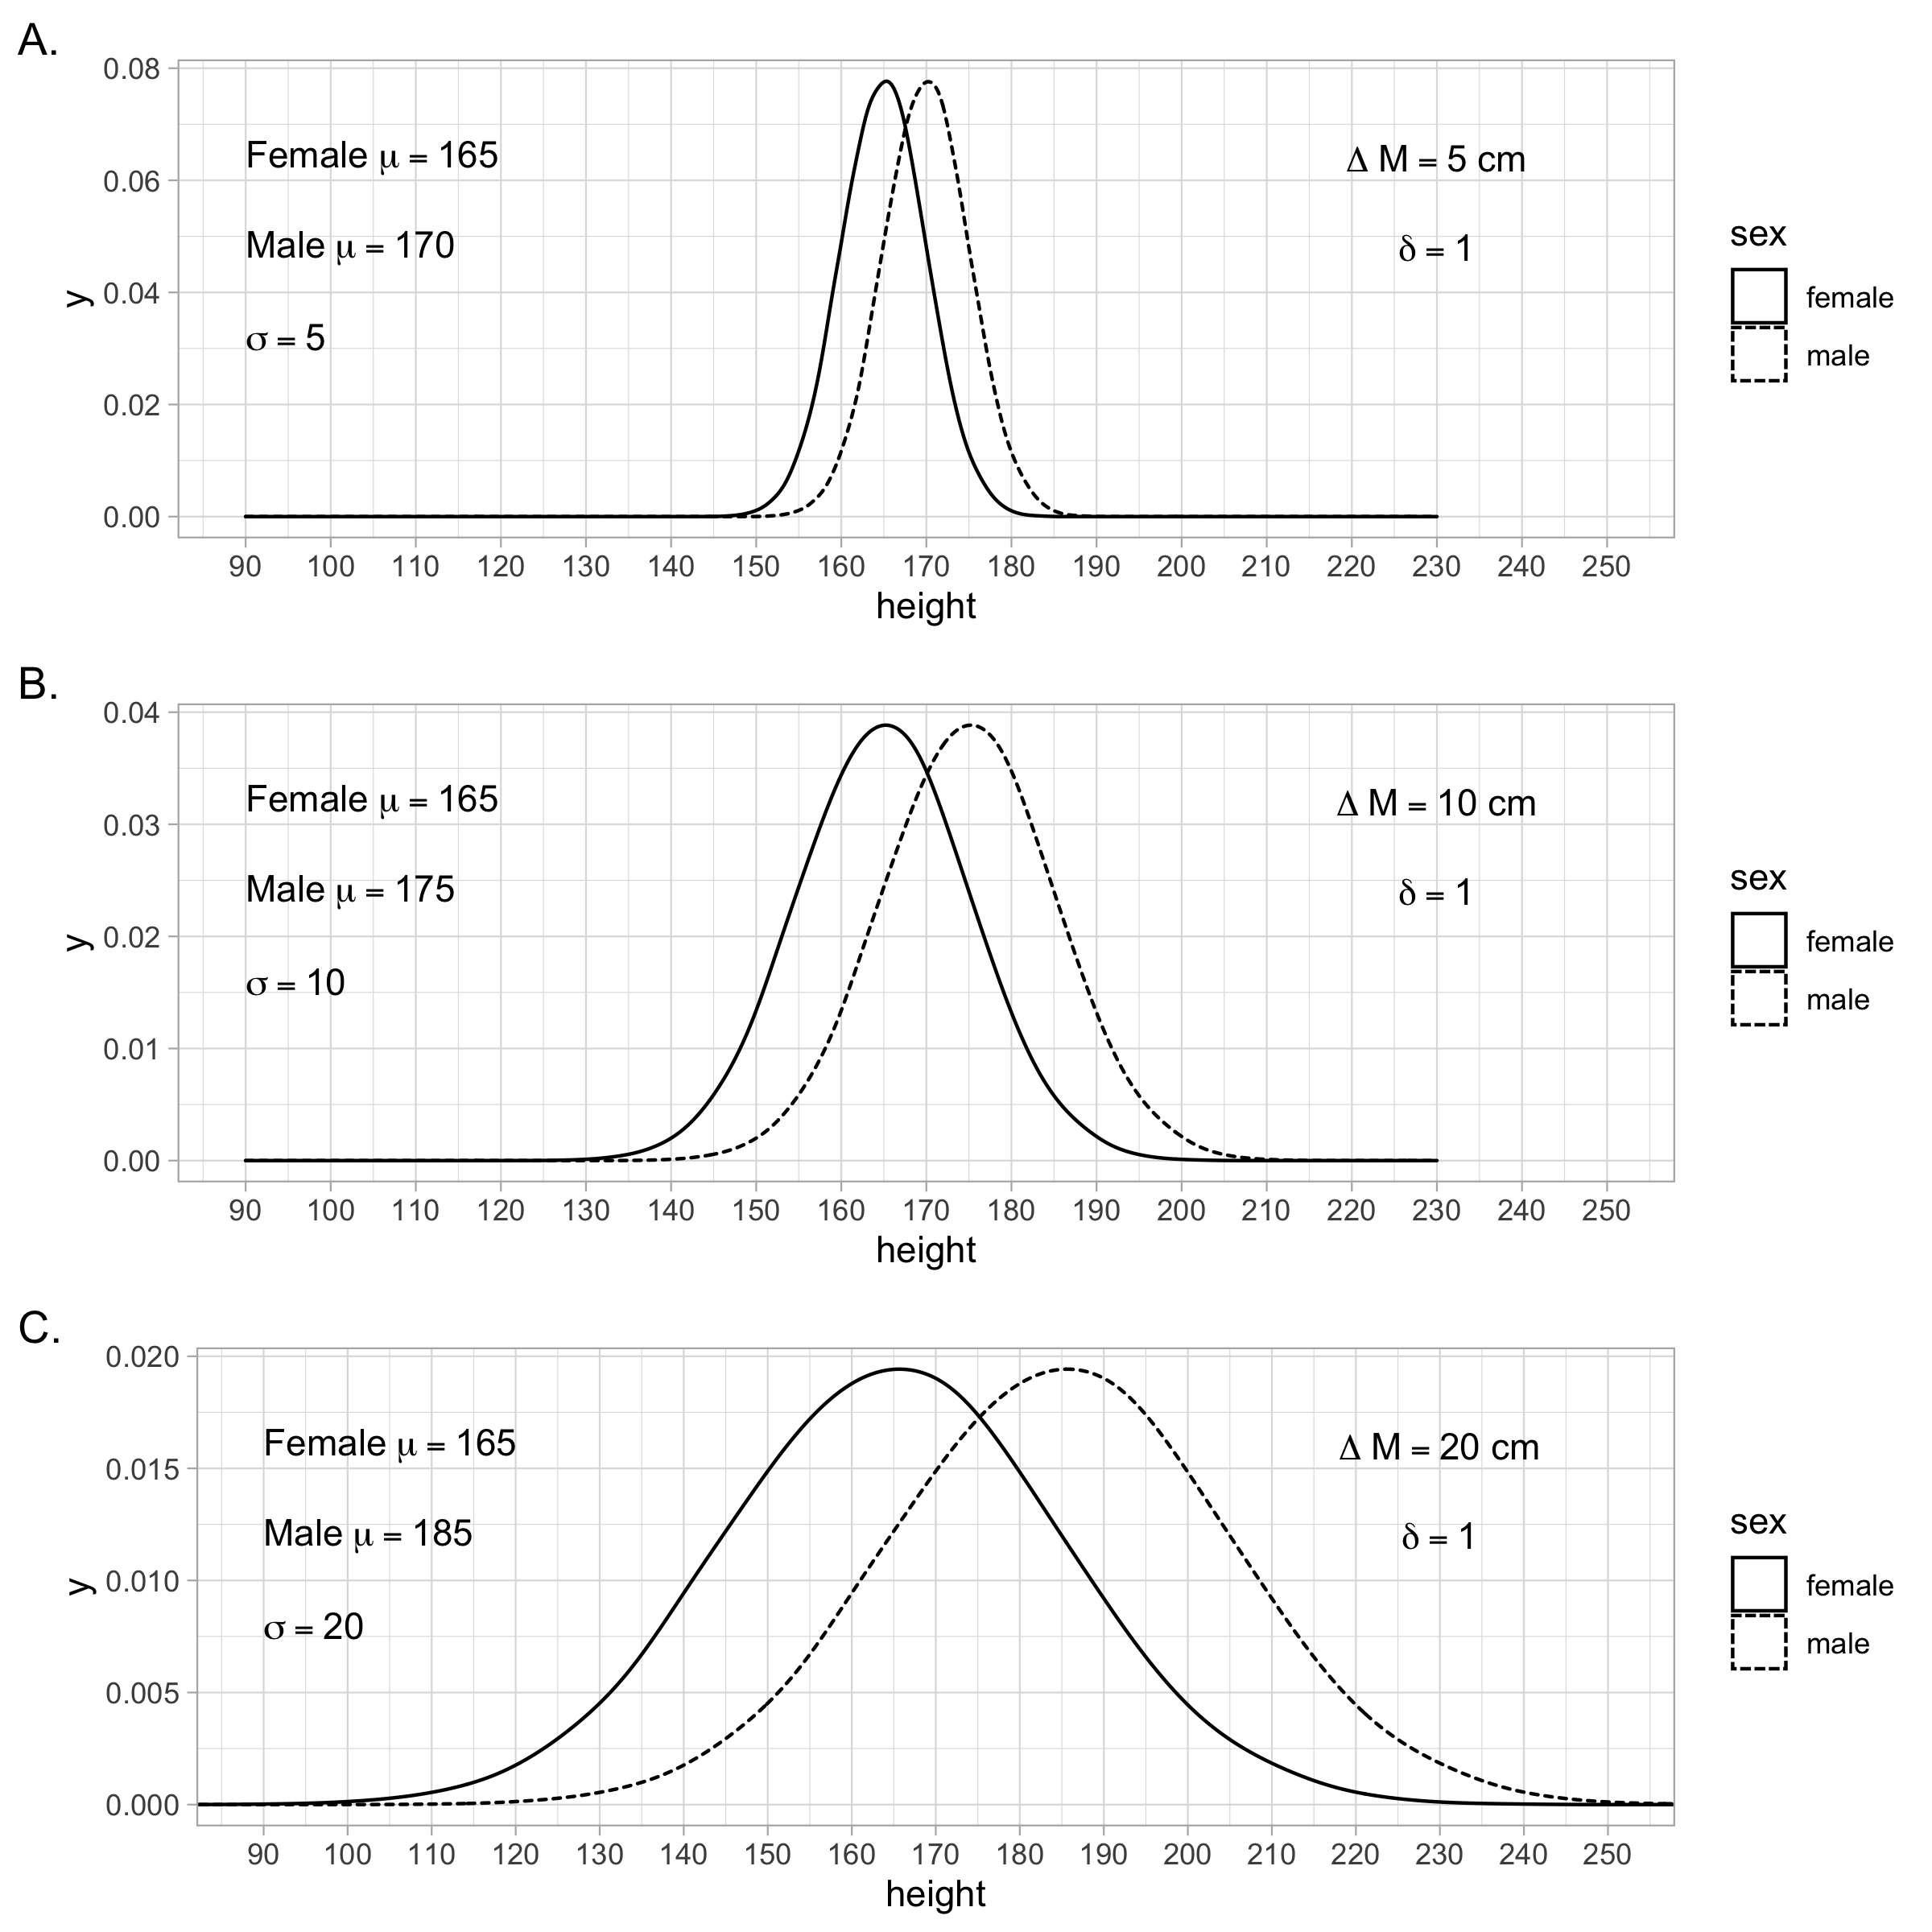 A.
0.08
0.06
0.04
0.02
0.00
y
Female μ = 165
Male μ = 170
σ = 5
Δ M = 5 cm
δ = 1
90 100 110 120 130 140 150 160 170 180 190 200 210 220 230 240 250
height
sex
female
male
B.
0.04
0.03
0.02
0.01
0.00
y
Female μ = 165
Male μ = 175
σ = 10
Δ M = 10 cm
δ = 1
90 100 110 120 130 140 150 160 170 180 190 200 210 220 230 240 250
height
sex
female
male
C.
0.020
0.015
0.010
0.005
0.000
y
Female μ = 165
Male μ = 185
σ = 20
Δ M = 20 cm
δ = 1
90 100 110 120 130 140 150 160 170 180 190 200 210 220 230 240 250
height
sex
female
male